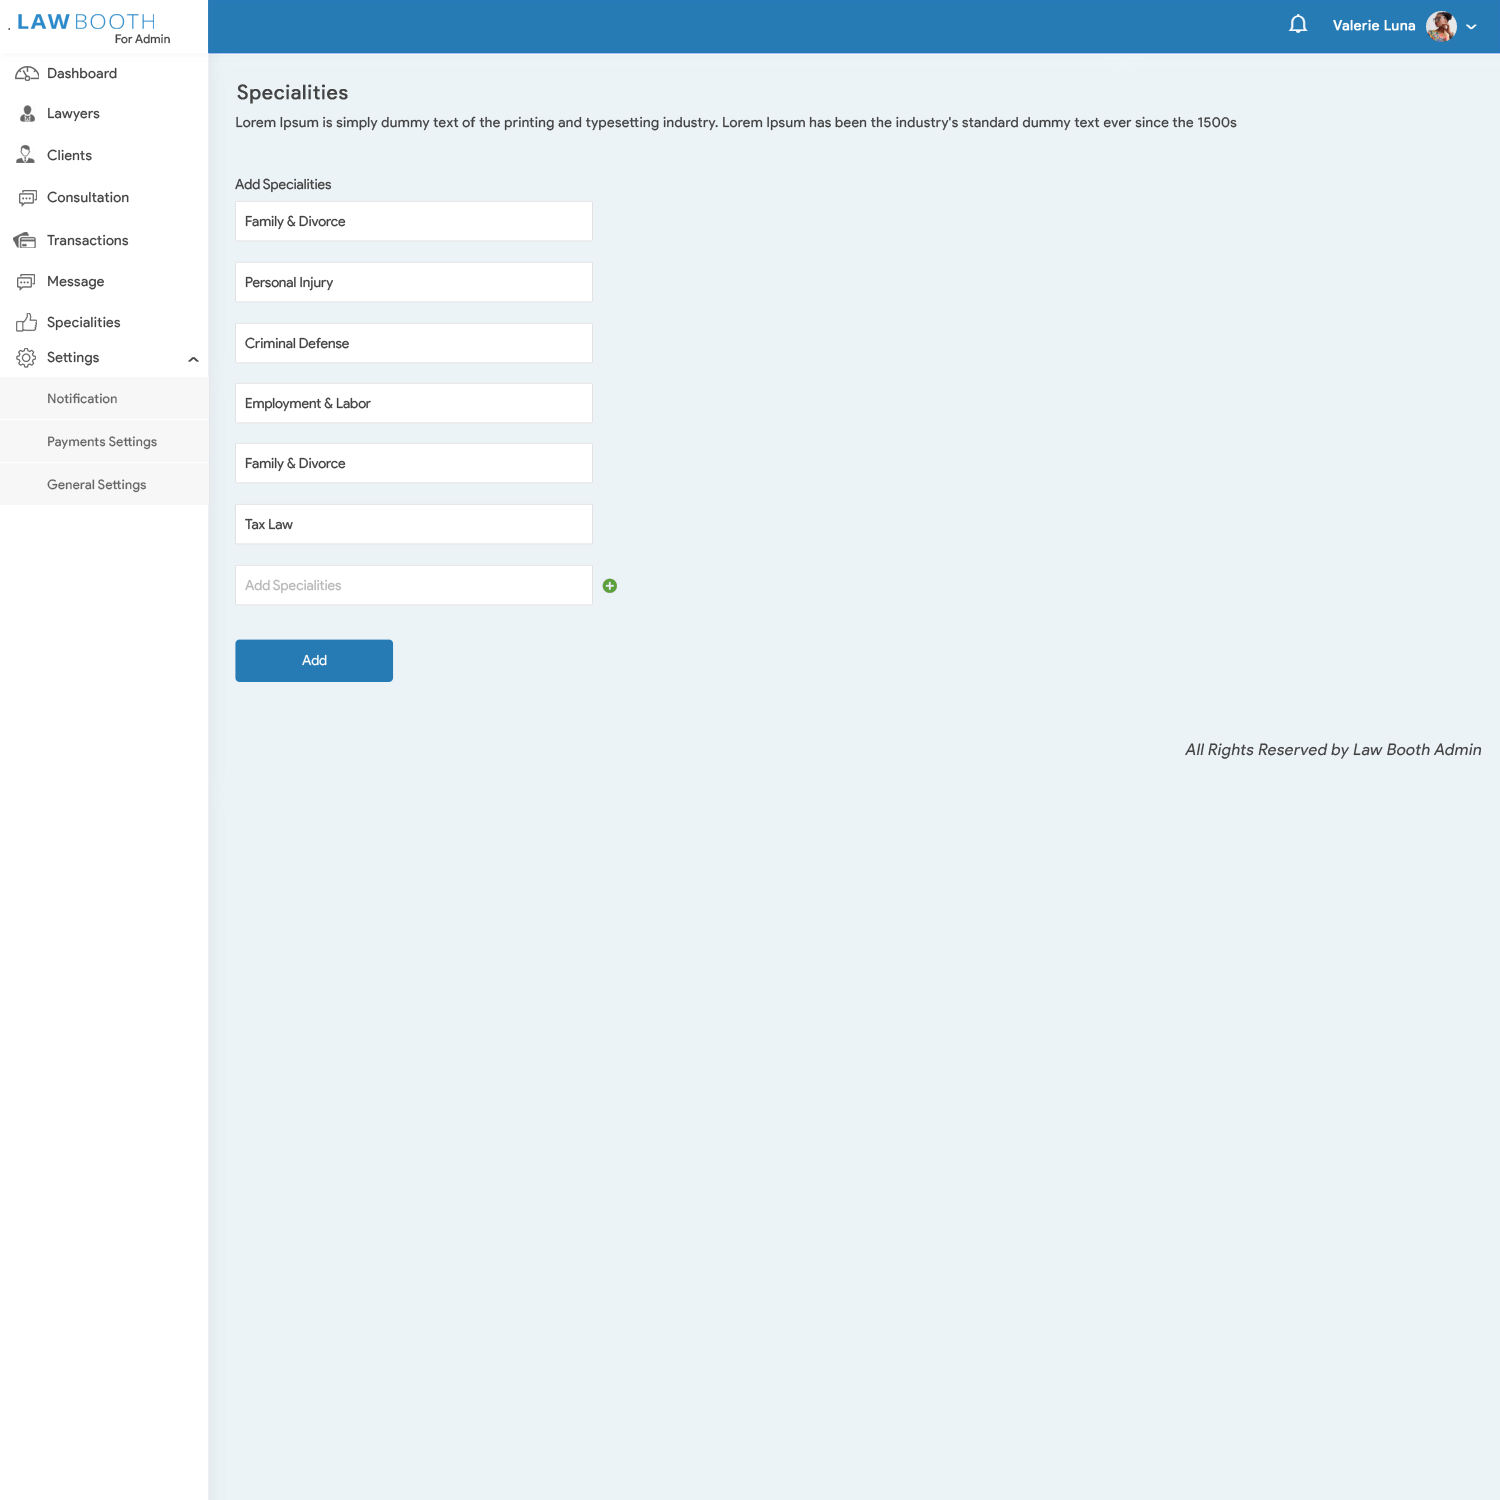 LAW BOOTH
For Admin
Valerie Luna
Dashboard
Lawyers
Clients
Consultation
Transactions
Message
Specialities
Settings
Notification
Payments Settings
General Settings
Specialities
Lorem Ipsum is simply dummy text of the printing and typesetting industry. Lorem Ipsum has been the industry's standard dummy text ever since the 1500s
Add Specialities
Family & Divorce
Personal Injury
Criminal Defense
Employment & Labor
Family & Divorce
Tax Law
Add Specialities
Add
All Rights Reserved by Law Booth Admin